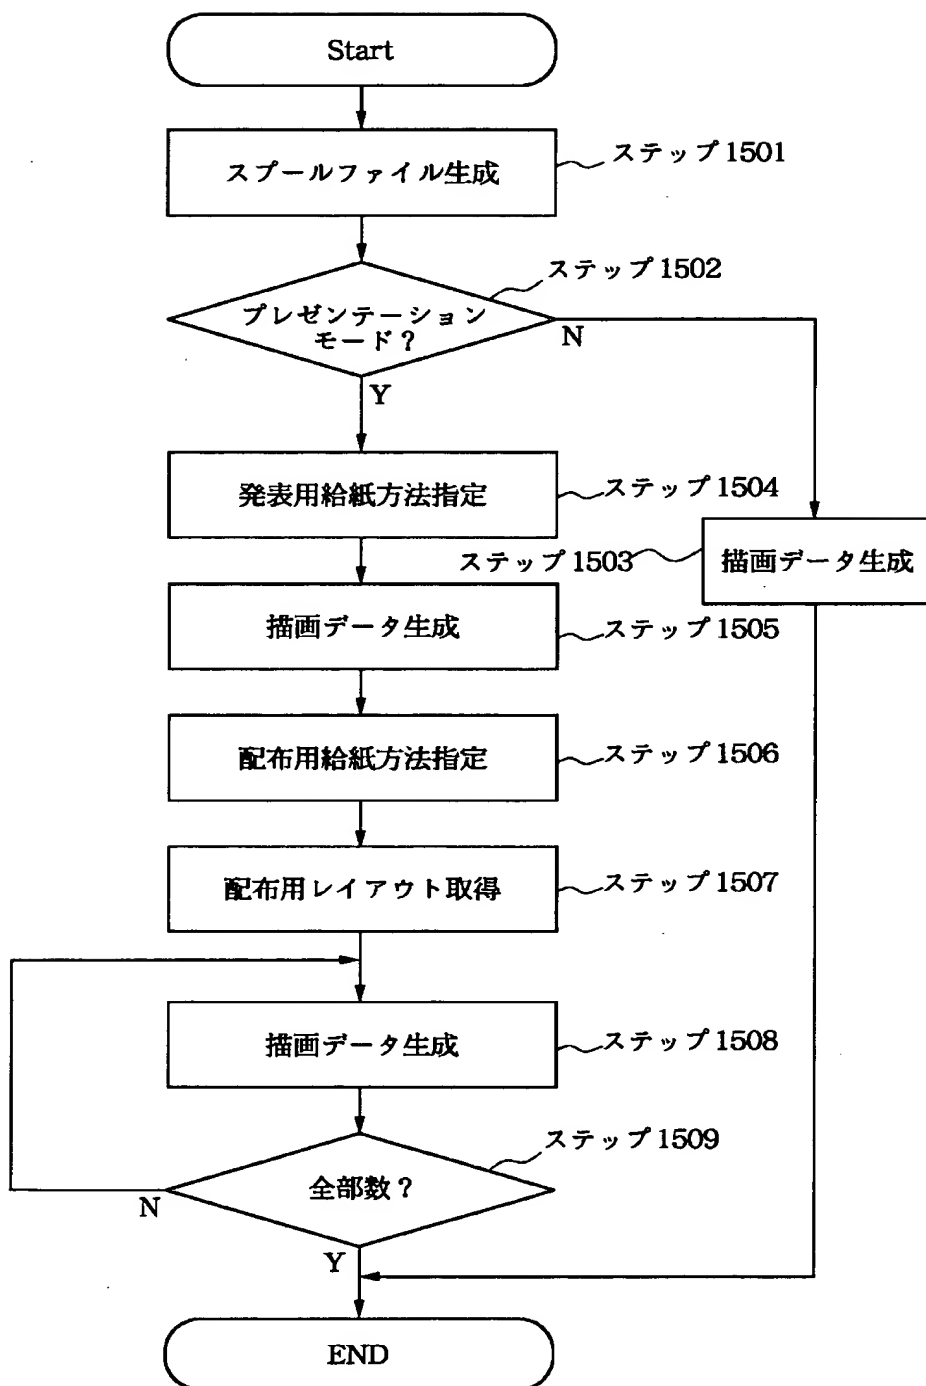 Start
スプールファイル生成
ステップ1501
ステップ1502
プレゼンテーション
モード？
N
Y
発表用給紙方法指定
ステップ1504
ステップ1503
描画データ生成
描画データ生成
ステップ1505
配布用給紙方法指定
ステップ1506
配布用レイアウト取得
ステップ1507
描画データ生成
ステップ1508
ステップ1509
全部数？
N
Y
END